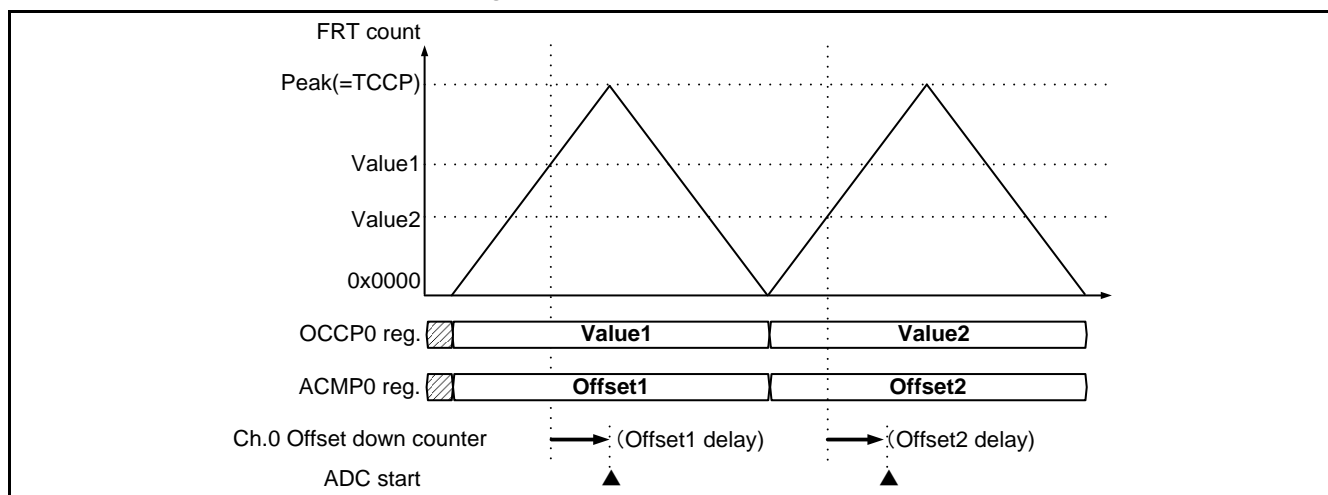 FRT count
Peak(=TCCP)
Value1
Value2
0x0000
OCCP0 reg. Value1 Value2
ACMP0 reg. Offset1 Offset2
Ch.0 Offset down counter (Offset1 delay) (Offset2 delay)
ADC start